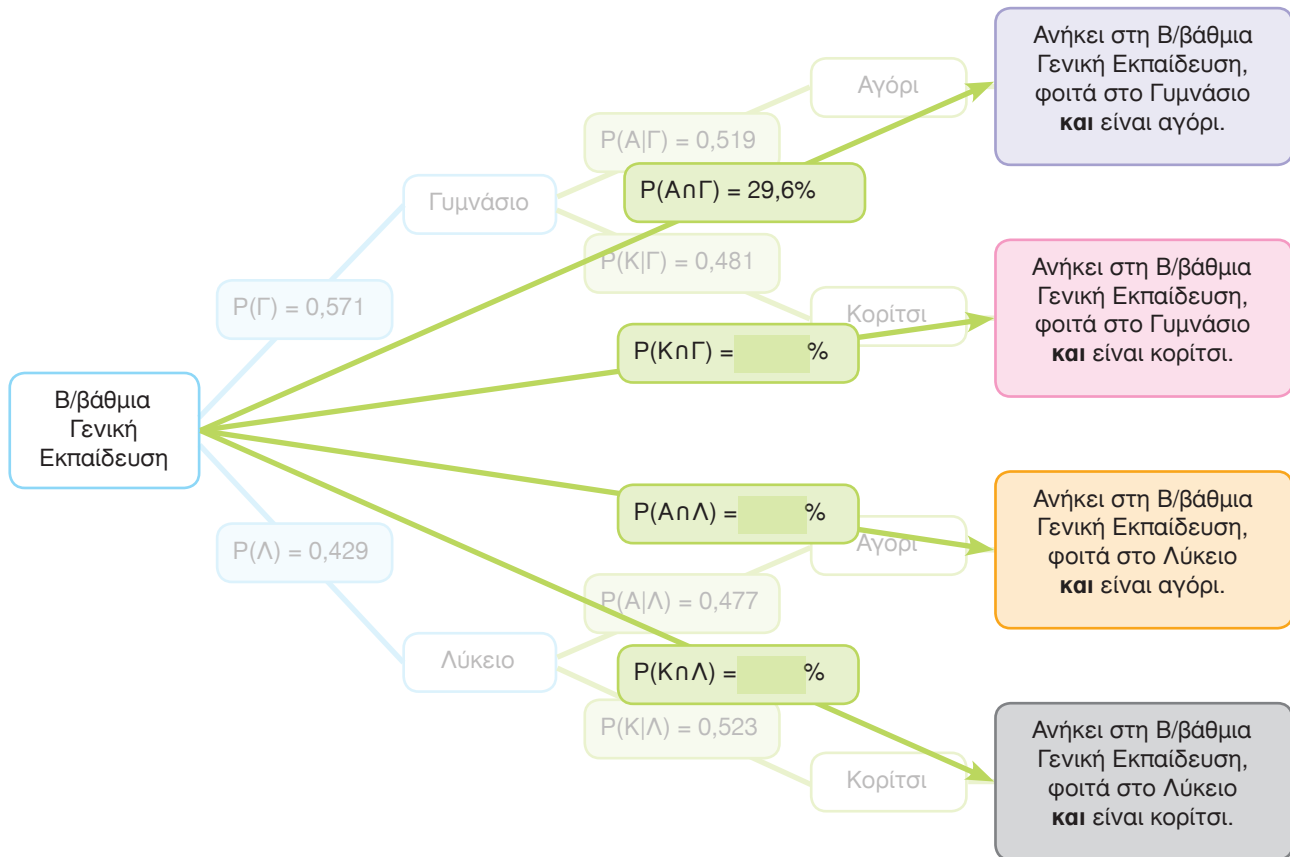 Β/βάθμια
Γενική
Εκπαίδευση
P(Γ) = 0,571
P(Λ) = 0,429
Γυμνάσιο
Λύκειο
P(Α|Γ) = 0,519
P(Α∩Γ) = 29,6%
P(Κ|Γ) = 0,481
P(Κ∩Γ) = %
P(Α∩Λ) = %
P(Α|Λ) = 0,477
P(Κ∩Λ) = %
P(Κ|Λ) = 0,523
Αγόρι
Κορίτσι
Αγόρι
Κορίτσι
Ανήκει στη Β/βάθμια
Γενική Εκπαίδευση,
φοιτά στο Γυμνάσιο
και είναι αγόρι.
Ανήκει στη Β/βάθμια
Γενική Εκπαίδευση,
φοιτά στο Γυμνάσιο
και είναι κορίτσι.
Ανήκει στη Β/βάθμια
Γενική Εκπαίδευση,
φοιτά στο Λύκειο
και είναι αγόρι.
Ανήκει στη Β/βάθμια
Γενική Εκπαίδευση,
φοιτά στο Λύκειο
και είναι κορίτσι.